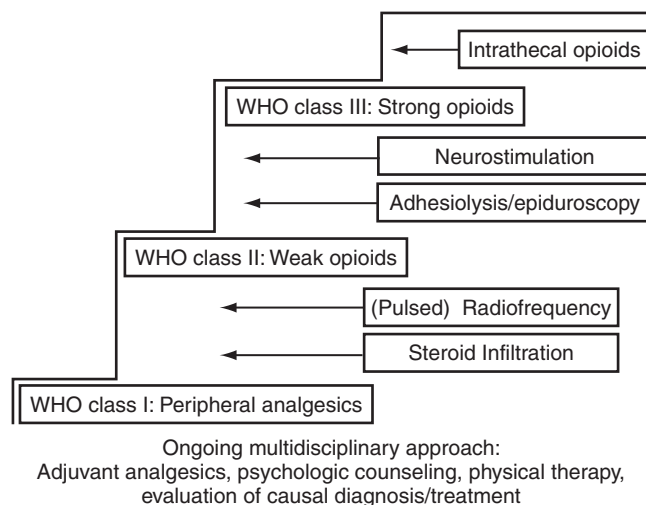 Intrathecal opioids
WHO class III: Strong opioids
Neurostimulation
Adhesiolysis/epiduroscopy
WHO class II: Weak opioids
(Pulsed) Radiofrequency
Steroid Infiltration
WHO class I: Peripheral analgesics
Ongoing multidisciplinary approach:
Adjuvant analgesics, psychologic counseling, physical therapy,
evaluation of causal diagnosis/treatment